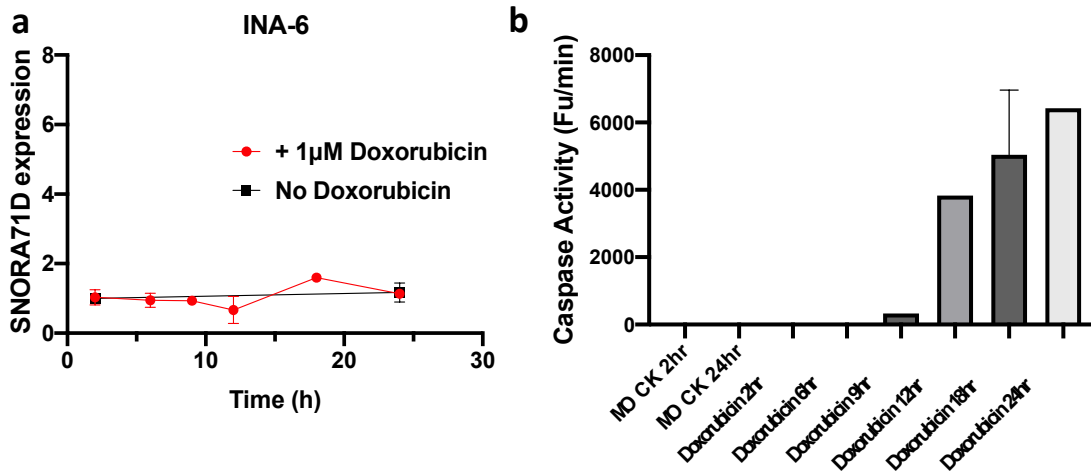 a
INA-6
SNORA71D expression
8
6
4
2
0
0
10
20
30
Time (h)
+ 1µM Doxorubicin
No Doxorubicin
b
Caspase Activity (Fu/min)
8000
6000
4000
2000
0
MO CK 2hr
MO CK 24hr
Doxorubicin 2hr
Doxorubicin 6hr
Doxorubicin 9hr
Doxorubicin 12hr
Doxorubicin 18hr
Doxorubicin 24hr